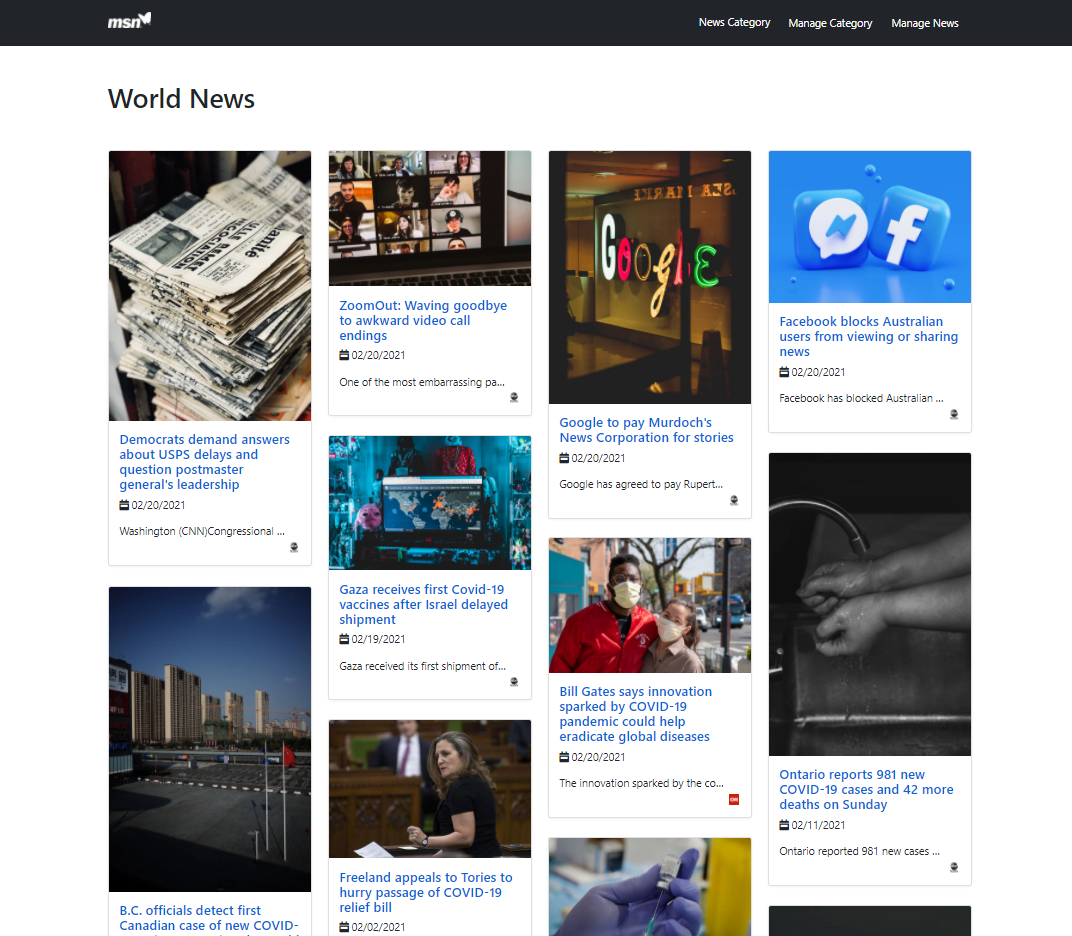 msn
News Category
Manage Category
Manage News
World News
Democrats demand answers
about USPS delays and
question postmaster
general's leadership
02/20/2021
Washington (CNN)Congressional ...
B.C. officials detect first
Canadian case of new COVID-
ZoomOut: Waving goodbye
to awkward video call
endings
02/20/2021
One of the most embarrassing pa...
Gaza receives first Covid-19
vaccines after Israel delayed
shipment
02/19/2021
Gaza received its first shipment of...
Freeland appeals to Tories to
hurry passage of COVID-19
relief bill
02/02/2021
Google
Google to pay Murdoch's
News Corporation for stories
02/20/2021
Google has agreed to pay Rupert...
Bill Gates says innovation
sparked by COVID-19
pandemic could help
eradicate global diseases
02/20/2021
The innovation sparked by the co...
CNN
f
Facebook blocks Australian
users from viewing or sharing
news
02/20/2021
Facebook has blocked Australian ...
Ontario reports 981 new
COVID-19 cases and 42 more
deaths on Sunday
02/11/2021
Ontario reported 981 new cases ...